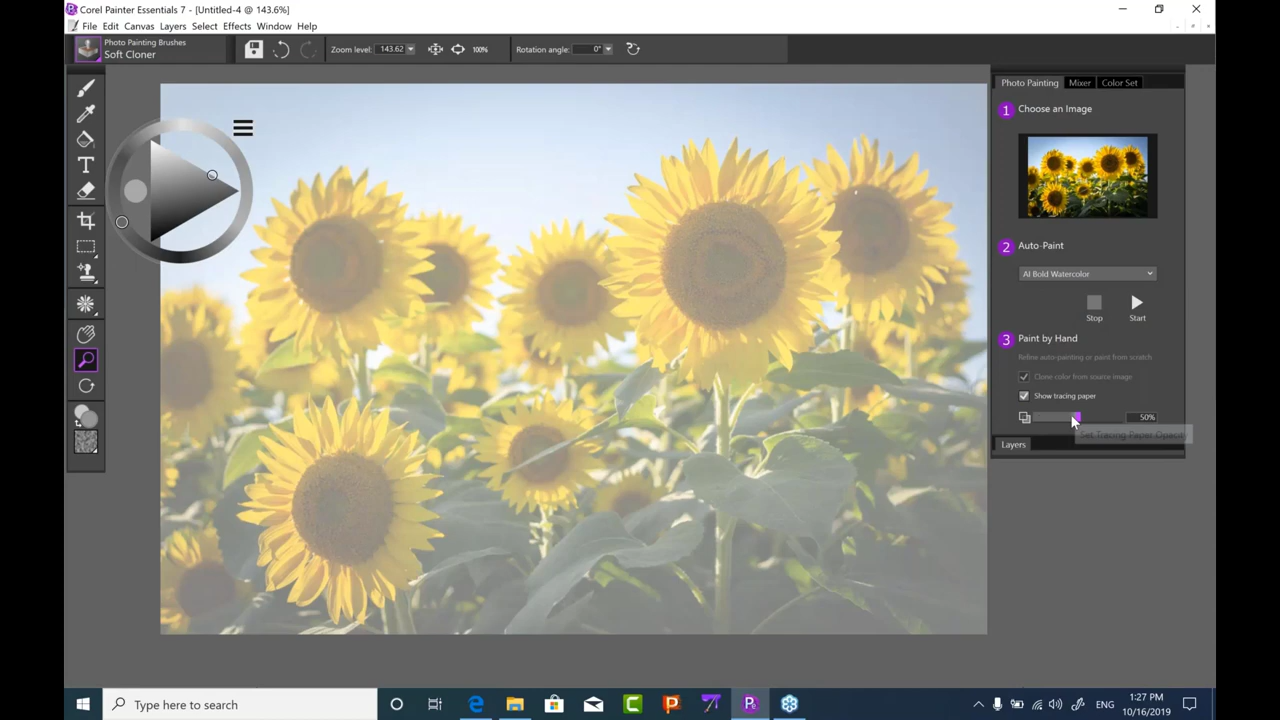 Corel Painter Essentials 7 - [Untitled-4 @ 143.6%]
File Edit Canvas Layers Select Effects Window Help
Photo Painting Brushes
Soft Cloner
Zoom level: 143.62
100%
Rotation angle: 0°
Photo Painting Mixer Color Set
1 Choose an Image
2 Auto-Paint
AI Bold Watercolor
Stop Start
3 Paint by Hand
Refine auto-painting or paint from scratch
Clone color from source image
Show tracing paper
50%
Set Tracing Paper Opacity
Layers
T
Type here to search
ENG
1:27 PM
10/16/2019